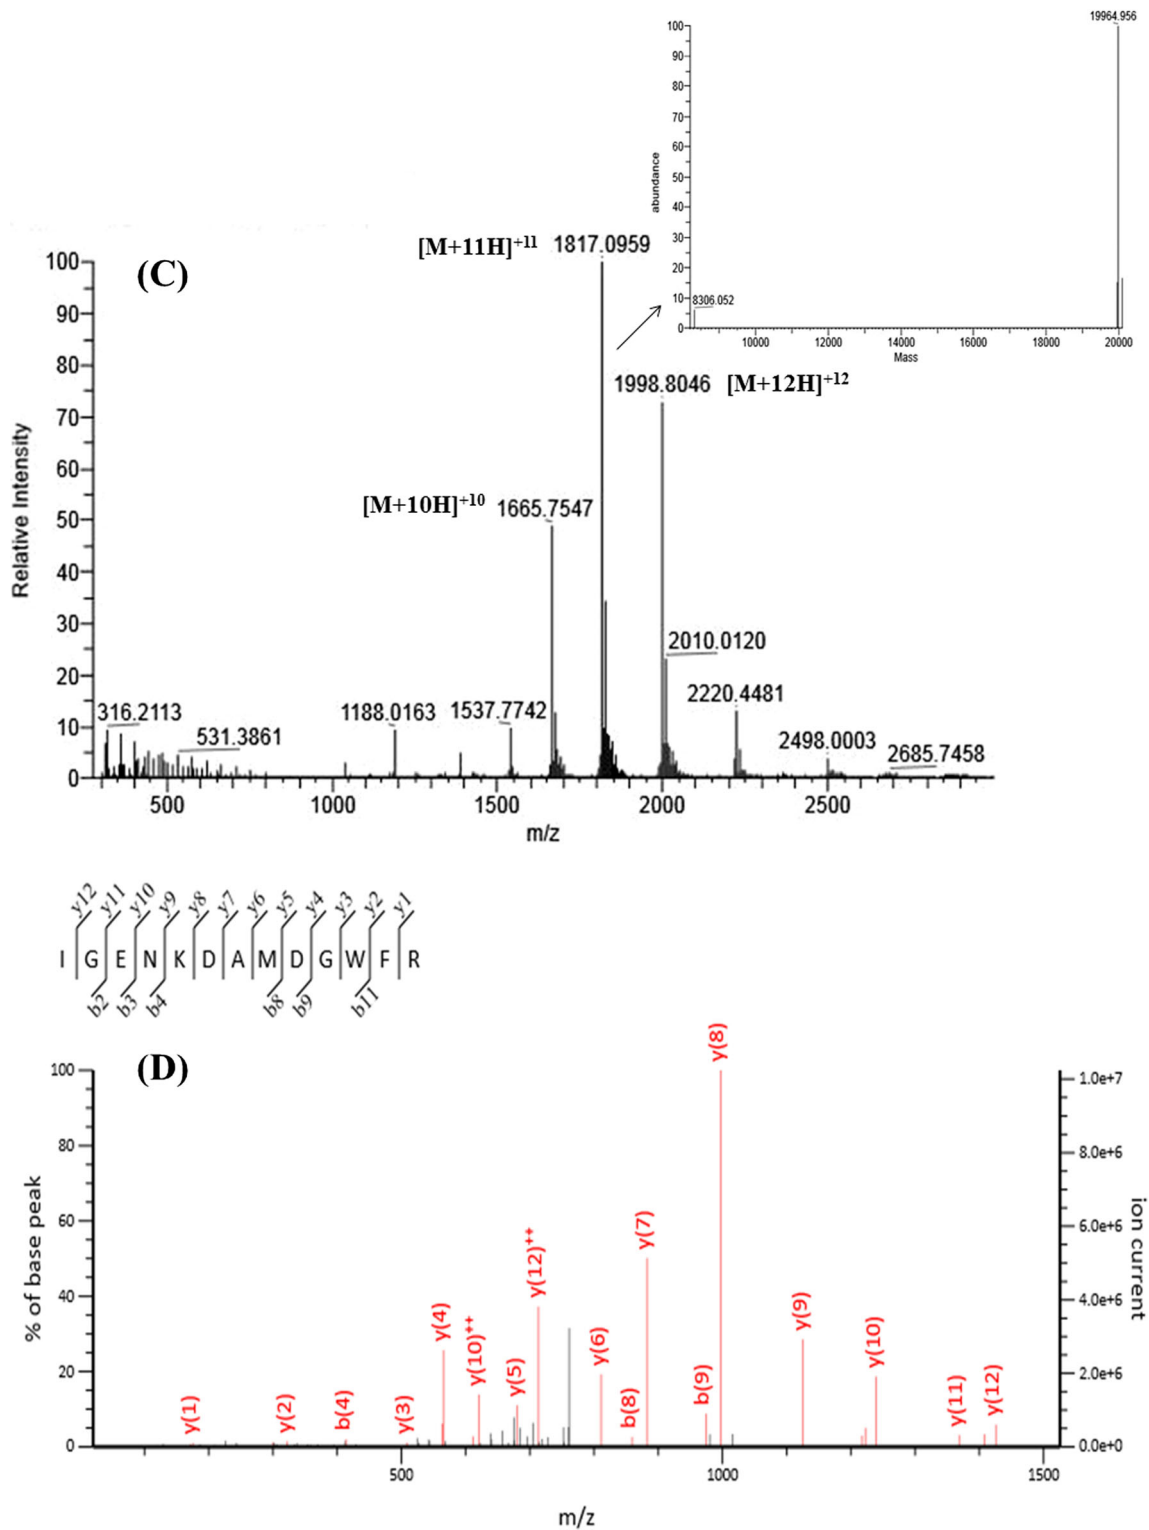 19964.956
100
90
80
70
60
50
40
30
20
10
0
abundance
8306.052
10000 12000 14000 16000 18000 20000
Mass
(C)
[M+11H]+11 1817.0959
1998.8046 [M+12H]+12
[M+10H]+10 1665.7547
2010.0120
2220.4481
316.2113
531.3861
1188.0163
1537.7742
2498.0003
2685.7458
100
90
80
70
60
50
40
30
20
10
0
Relative Intensity
500 1000 1500 2000 2500
m/z
y12 y11 y10 y9 y8 y7 y6 y5 y4 y3 y2 y1
I G E N K D A M D G W F R
b2 b3 b4 b8 b9 b11
(D)
100
80
60
40
20
0
% of base peak
y(1)
y(2)
b(4)
y(3)
y(4)
y(10)++
y(5)
y(12)++
y(6)
b(8)
y(7)
b(9)
y(8)
y(9)
y(10)
y(11)
y(12)
1.0e+7
8.0e+6
6.0e+6
4.0e+6
2.0e+6
0.0e+0
ion current
500 1000 1500
m/z